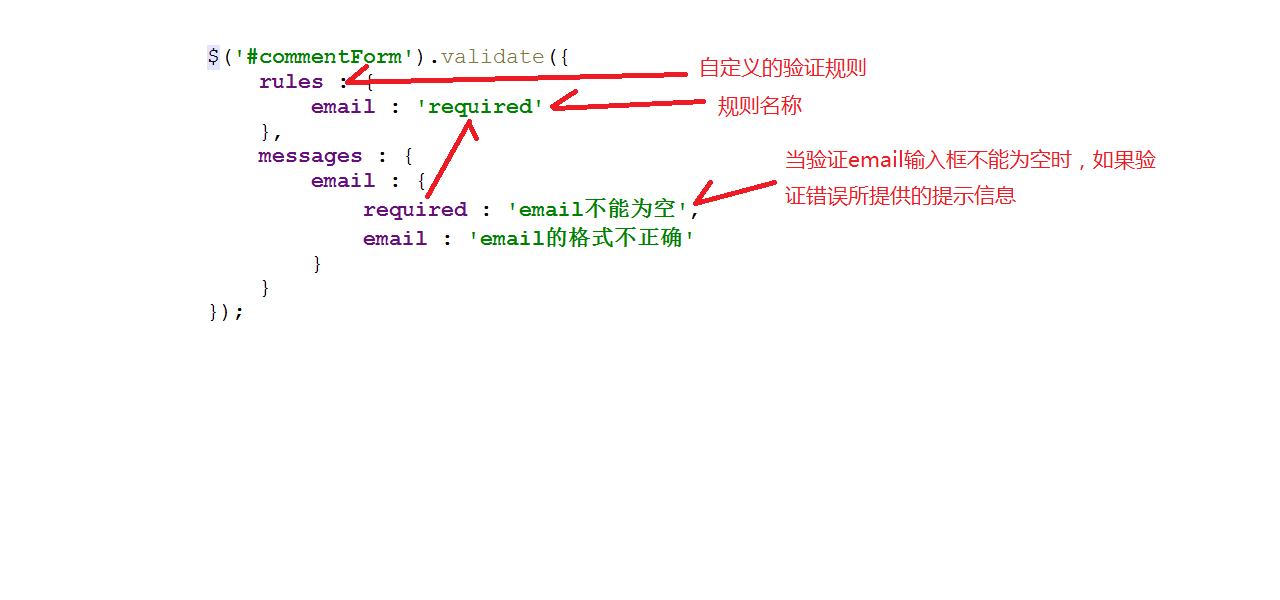 $('#commentForm').validate({
rules : {
自定义的验证规则
email : 'required'
规则名称
},
messages : {
当验证email输入框不能为空时，如果验
email : {
证错误所提供的提示信息
required : 'email不能为空',
email : 'email的格式不正确'
}
}
});